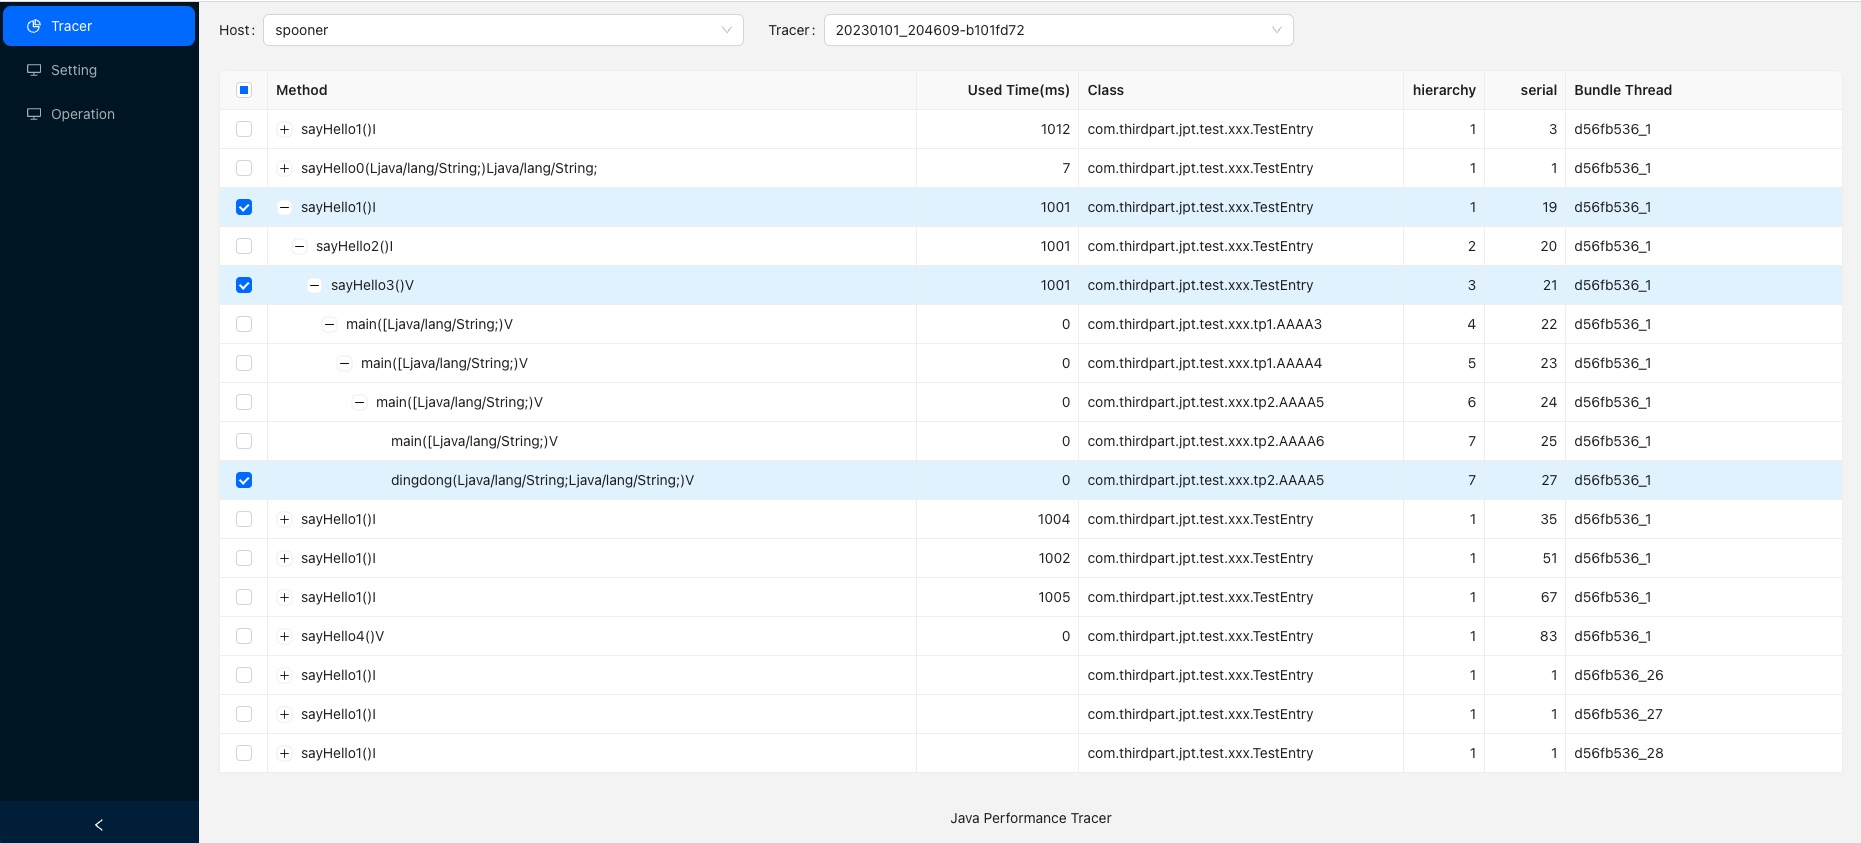 Tracer
Setting
Operation
Host: spooner Tracer: 20230101_204609-b101fd72
Method Used Time(ms) Class hierarchy serial Bundle Thread
sayHello1()I 1012 com.thirdpart.jpt.test.xxx.TestEntry 1 3 d56fb536_1
sayHello0(Ljava/lang/String;)Ljava/lang/String; 7 com.thirdpart.jpt.test.xxx.TestEntry 1 1 d56fb536_1
sayHello1()I 1001 com.thirdpart.jpt.test.xxx.TestEntry 1 19 d56fb536_1
sayHello2()I 1001 com.thirdpart.jpt.test.xxx.TestEntry 2 20 d56fb536_1
sayHello3()V 1001 com.thirdpart.jpt.test.xxx.TestEntry 3 21 d56fb536_1
main([Ljava/lang/String;)V 0 com.thirdpart.jpt.test.xxx.tp1.AAAA3 4 22 d56fb536_1
main([Ljava/lang/String;)V 0 com.thirdpart.jpt.test.xxx.tp1.AAAA4 5 23 d56fb536_1
main([Ljava/lang/String;)V 0 com.thirdpart.jpt.test.xxx.tp2.AAAA5 6 24 d56fb536_1
main([Ljava/lang/String;)V 0 com.thirdpart.jpt.test.xxx.tp2.AAAA6 7 25 d56fb536_1
dingdong(Ljava/lang/String;Ljava/lang/String;)V 0 com.thirdpart.jpt.test.xxx.tp2.AAAA5 7 27 d56fb536_1
sayHello1()I 1004 com.thirdpart.jpt.test.xxx.TestEntry 1 35 d56fb536_1
sayHello1()I 1002 com.thirdpart.jpt.test.xxx.TestEntry 1 51 d56fb536_1
sayHello1()I 1005 com.thirdpart.jpt.test.xxx.TestEntry 1 67 d56fb536_1
sayHello4()V 0 com.thirdpart.jpt.test.xxx.TestEntry 1 83 d56fb536_1
sayHello1()I com.thirdpart.jpt.test.xxx.TestEntry 1 1 d56fb536_26
sayHello1()I com.thirdpart.jpt.test.xxx.TestEntry 1 1 d56fb536_27
sayHello1()I com.thirdpart.jpt.test.xxx.TestEntry 1 1 d56fb536_28
Java Performance Tracer